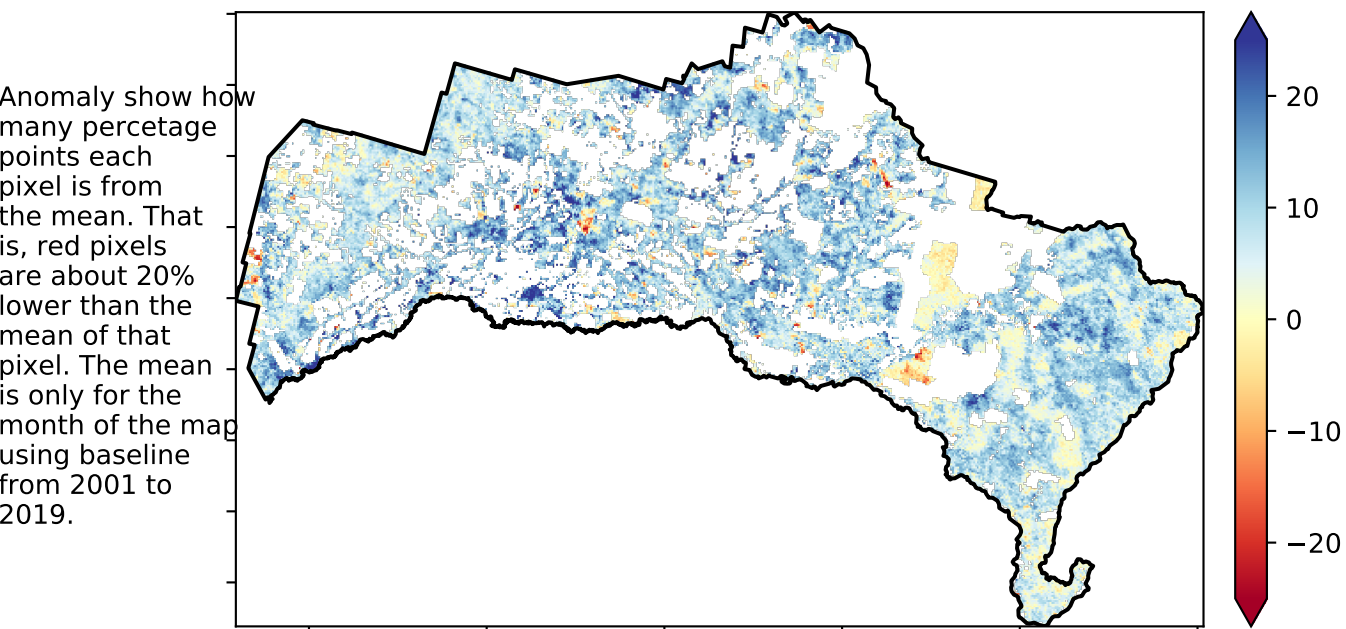 Anomaly show how
many percetage
points each
pixel is from
the mean. That
is, red pixels
are about 20%
lower than the
mean of that
pixel. The mean
is only for the
month of the map
using baseline
from 2001 to
2019.
20
10
0
−10
−20